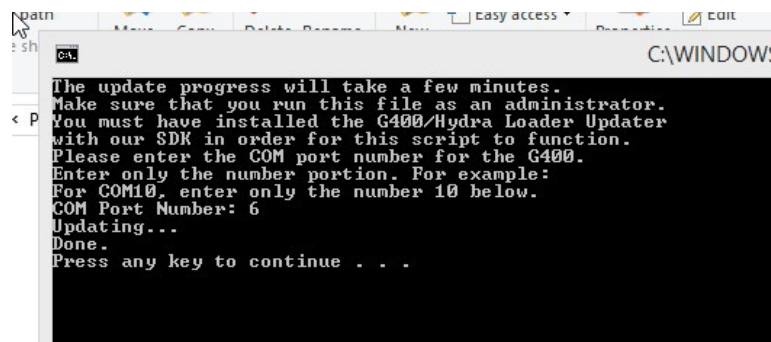 path
Easy access
Edit
e sh
C:\WINDOWS
The update progress will take a few minutes.
Make sure that you run this file as an administrator.
You must have installed the G400/Hydra Loader Updater
with our SDK in order for this script to function.
Please enter the COM port number for the G400.
Enter only the number portion. For example:
For COM10, enter only the number 10 below.
COM Port Number: 6
Updating...
Done.
Press any key to continue . . .